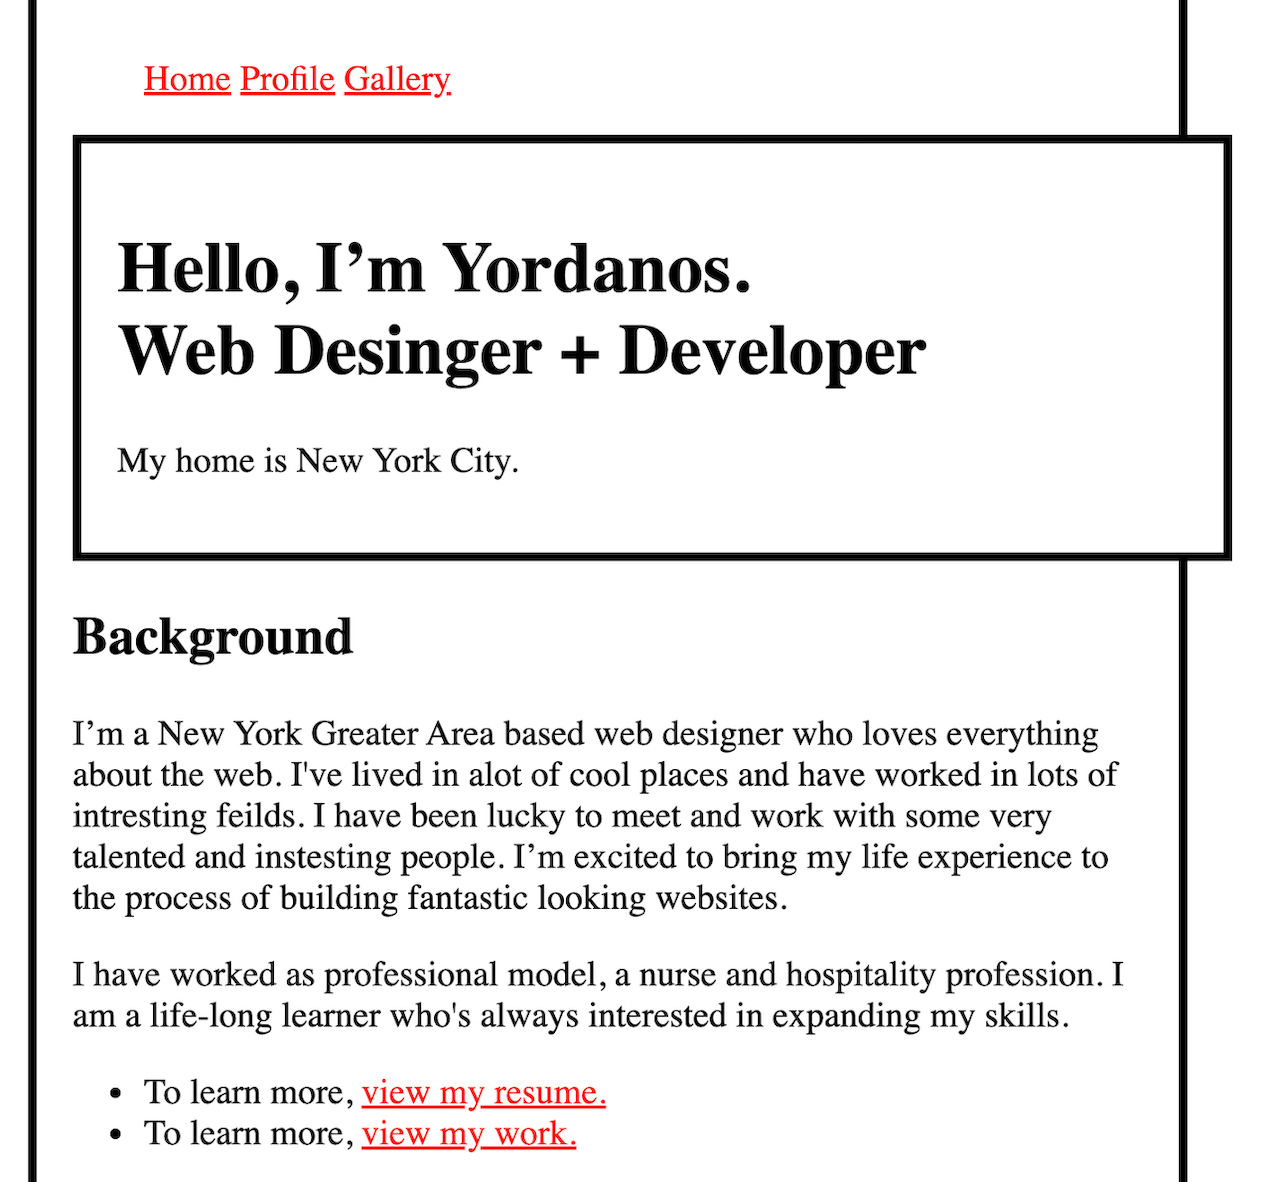 Home Profile Gallery
Hello, I’m Yordanos.
Web Desinger + Developer
My home is New York City.
Background
I’m a New York Greater Area based web designer who loves everything
about the web. I've lived in alot of cool places and have worked in lots of
intresting feilds. I have been lucky to meet and work with some very
talented and instesting people. I’m excited to bring my life experience to
the process of building fantastic looking websites.
I have worked as professional model, a nurse and hospitality profession. I
am a life-long learner who's always interested in expanding my skills.
• To learn more, view my resume.
• To learn more, view my work.